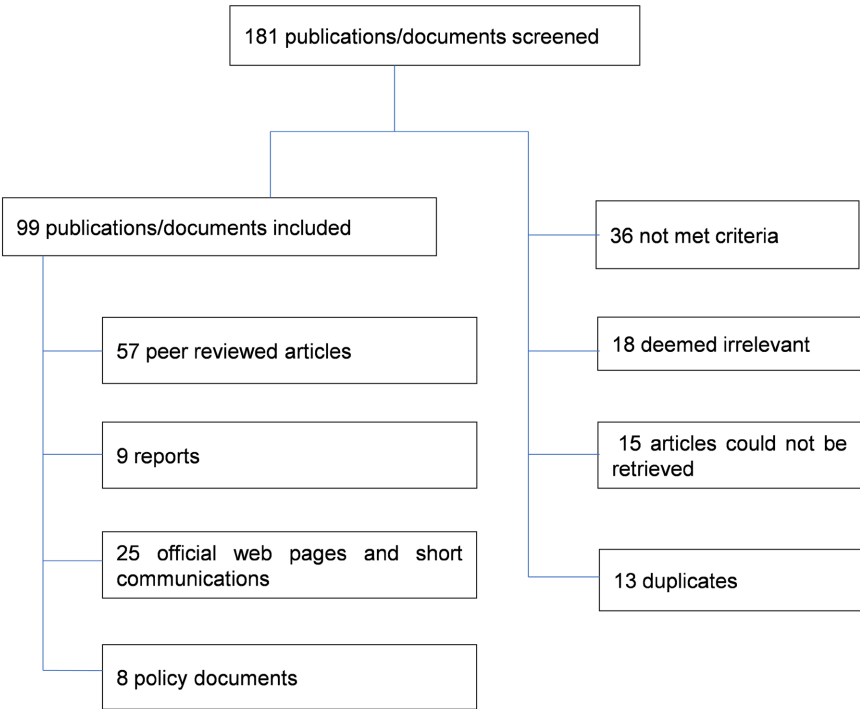 181 publications/documents screened
99 publications/documents included
57 peer reviewed articles
9 reports
25 official web pages and short
communications
8 policy documents
36 not met criteria
18 deemed irrelevant
15 articles could not be
retrieved
13 duplicates